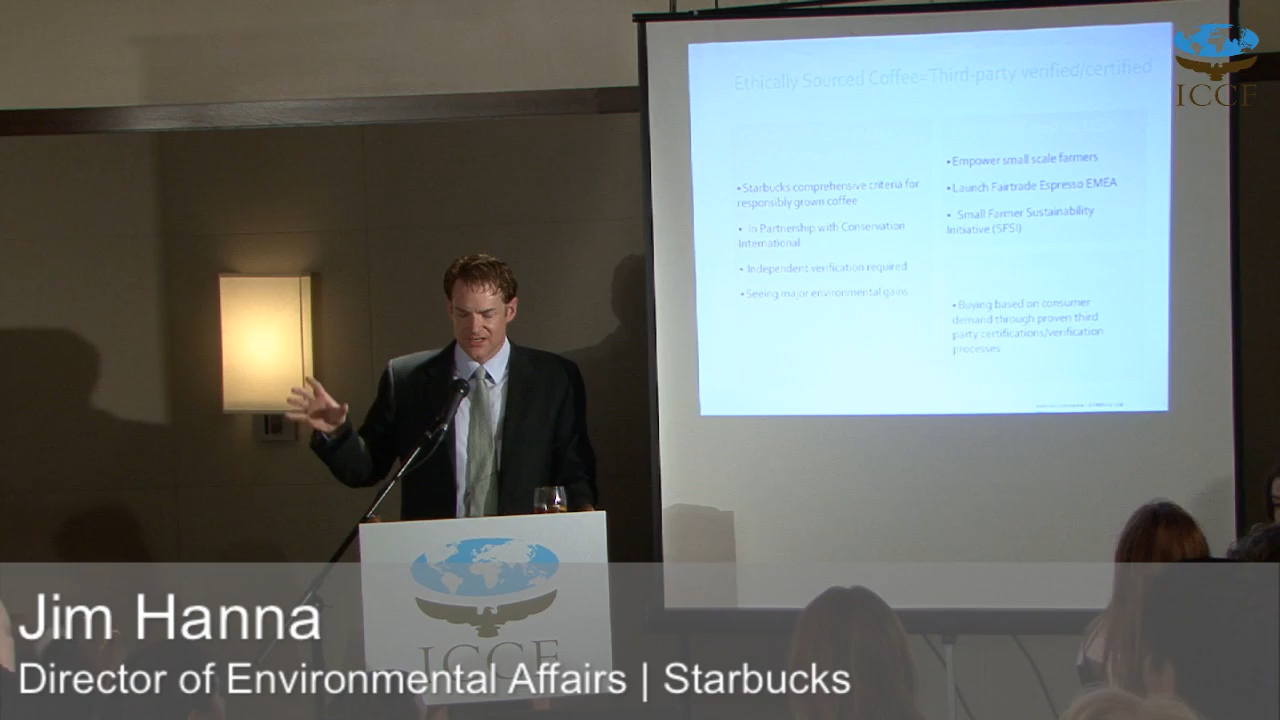 Ethically Sourced Coffee=Third-party verified/certified
ICCF
▪ Starbucks comprehensive criteria for
responsibly grown coffee
▪ In Partnership with Conservation
International
▪ Independent verification required
▪ Seeing major environmental gains
▪ Empower small scale farmers
▪ Launch Fairtrade Espresso EMEA
▪ Small Farmer Sustainability
Initiative (SFSI)
▪ Buying based on consumer
demand through proven third
party certifications/verification
processes
ICCF
Jim Hanna
Director of Environmental Affairs | Starbucks